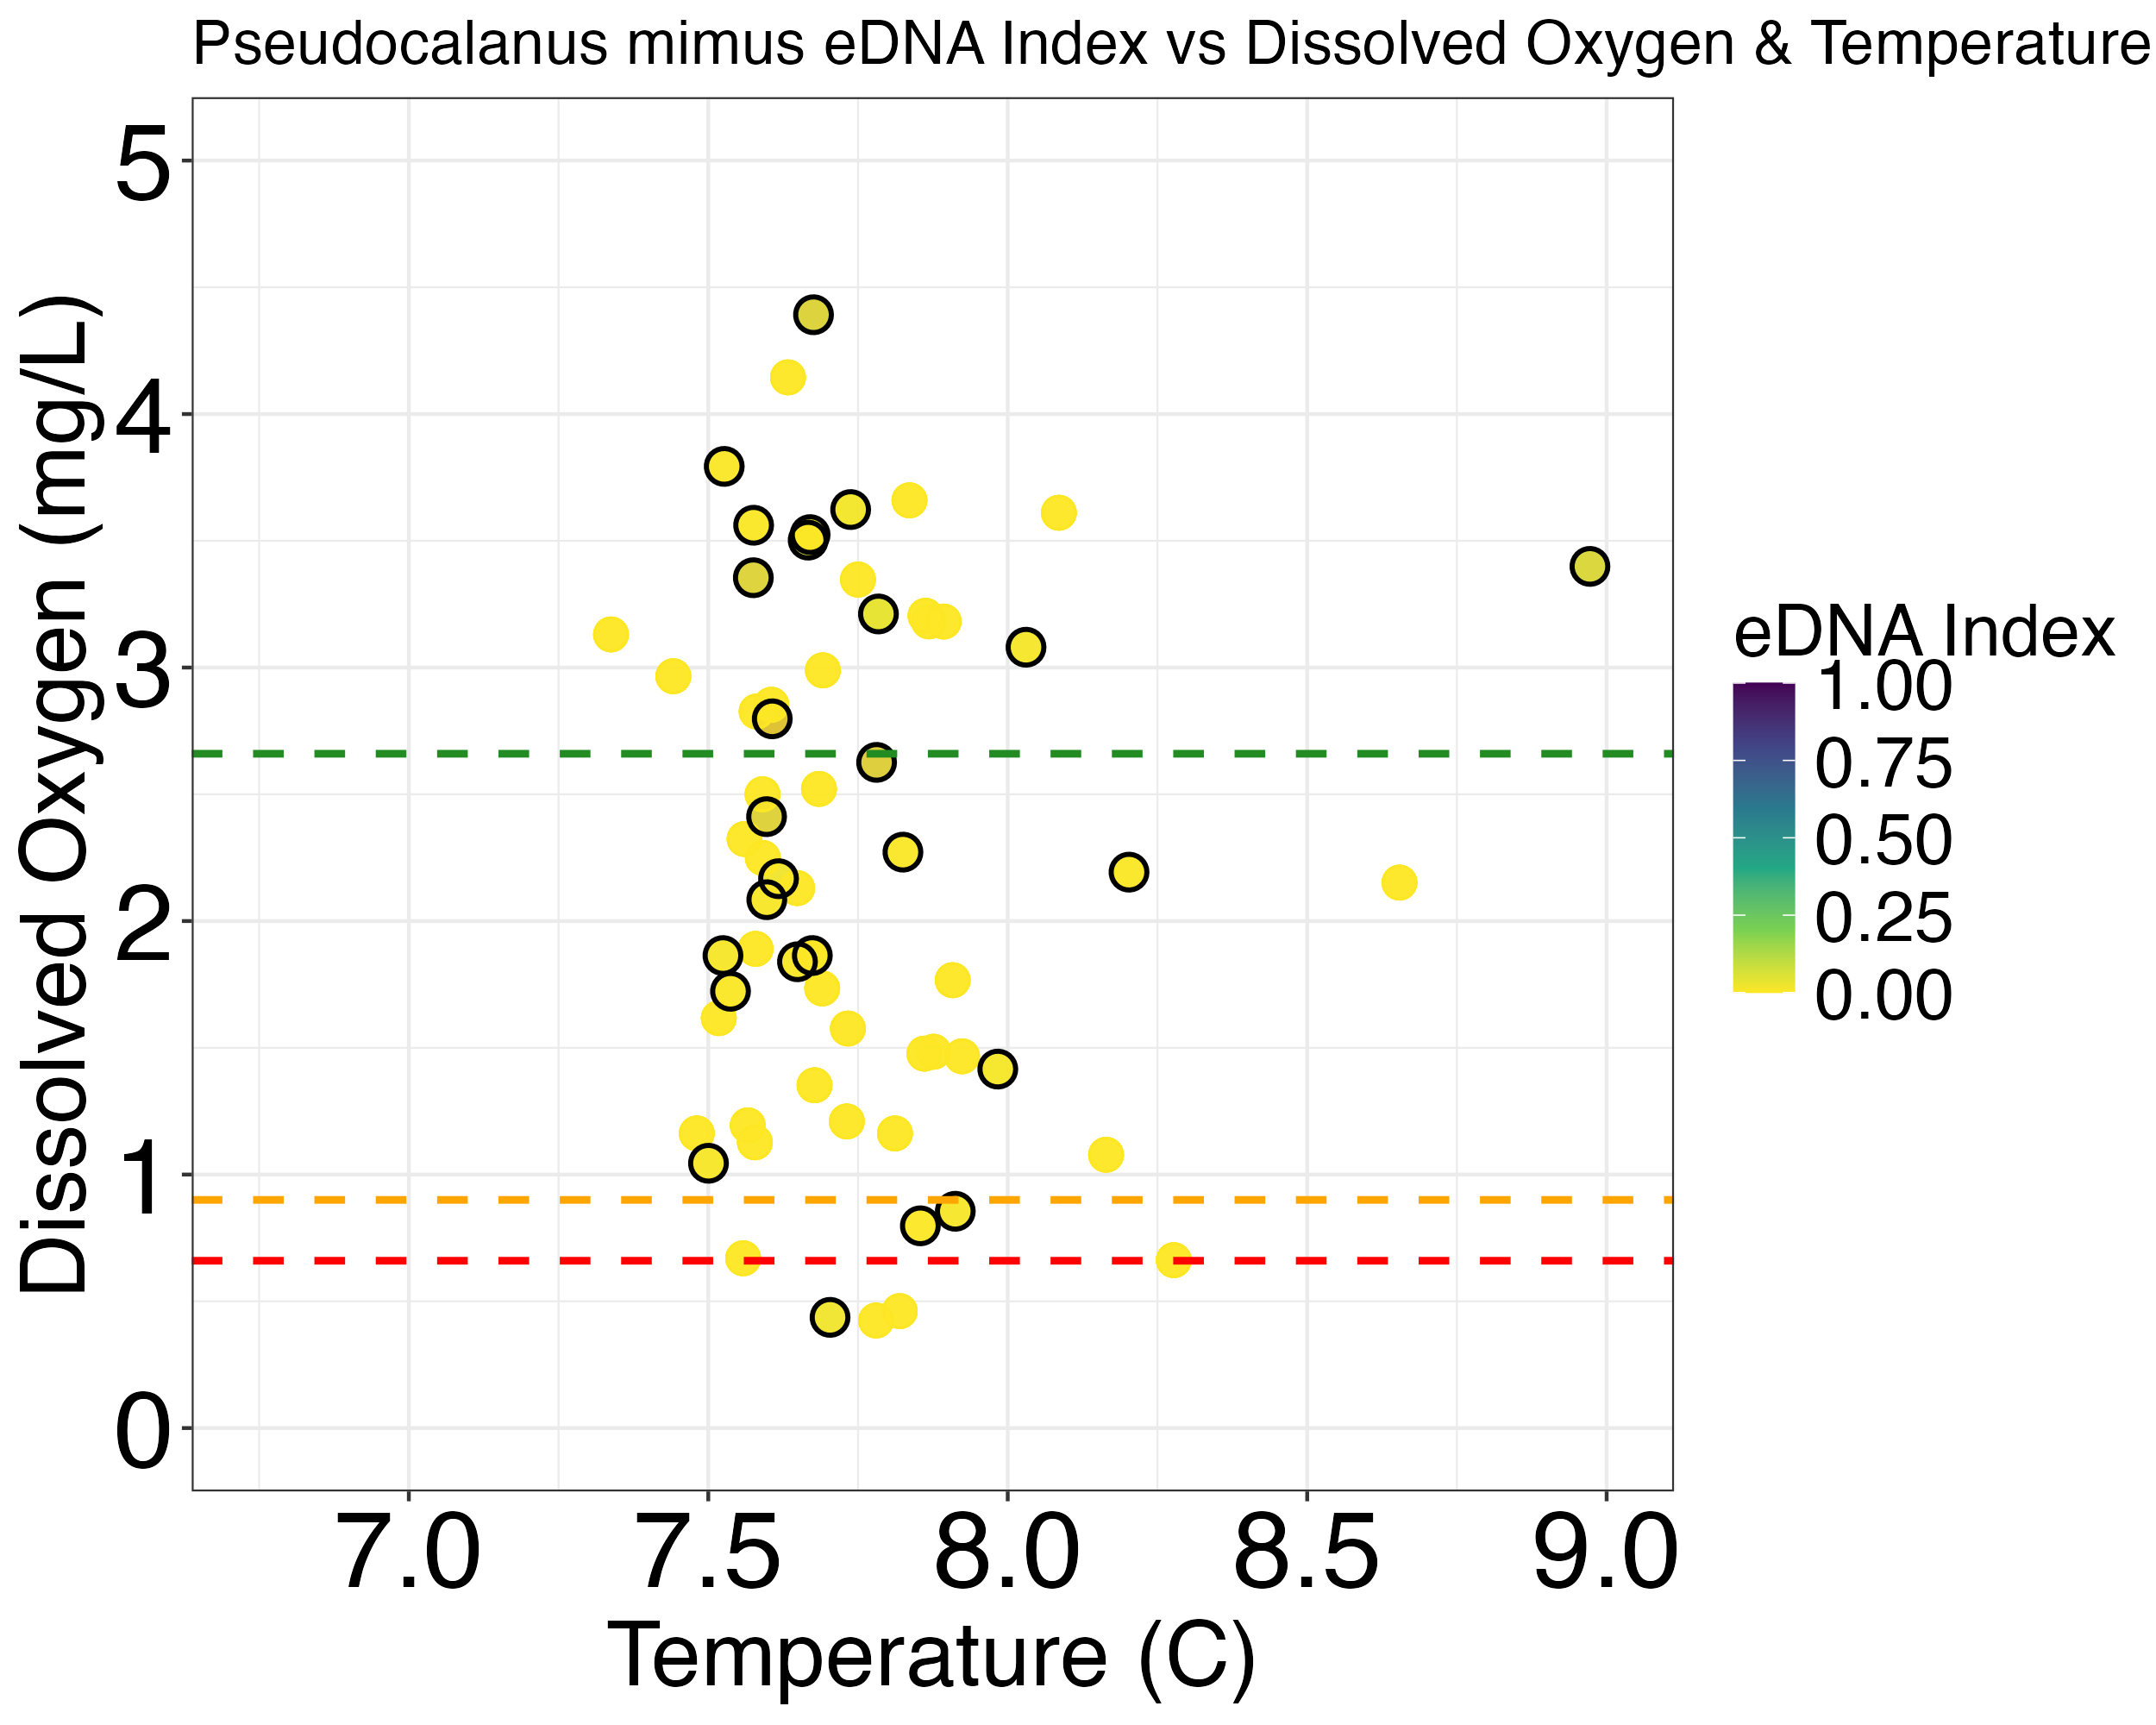 Pseudocalanus mimus eDNA Index vs Dissolved Oxygen & Temperature
Dissolved Oxygen (mg/L)
5
4
3
2
1
0
7.0 7.5 8.0 8.5 9.0
Temperature (C)
eDNA Index
1.00
0.75
0.50
0.25
0.00